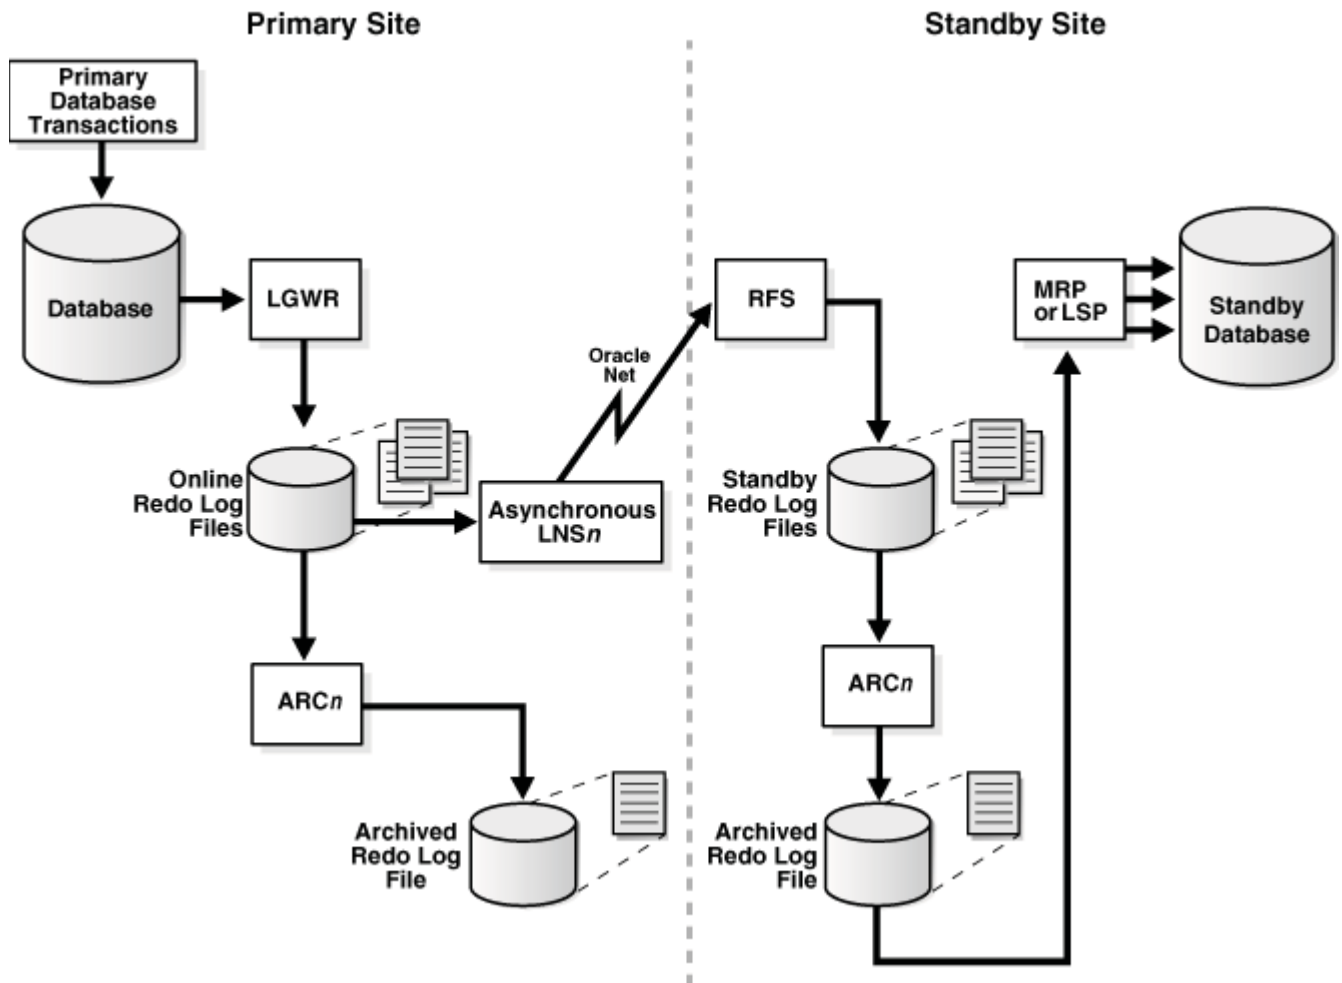 Primary Site
Primary
Database
Transactions
Database
LGWR
Online
Redo Log
Files
Asynchronous
LNSn
Oracle
Net
ARCn
Archived
Redo Log
File
Standby Site
RFS
MRP
or LSP
Standby
Database
Standby
Redo Log
Files
ARCn
Archived
Redo Log
File